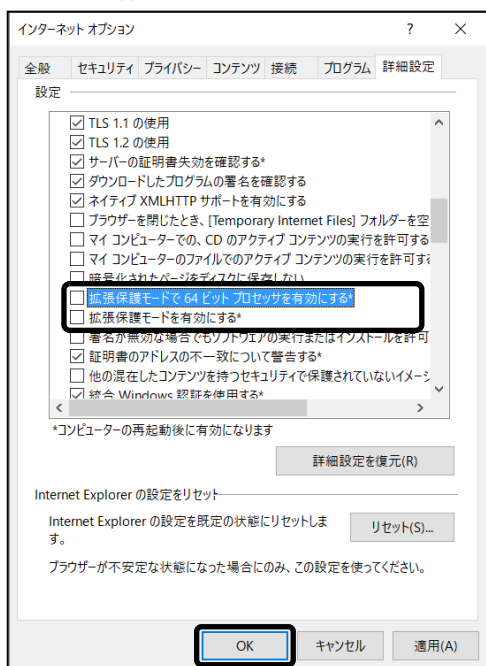 インターネット オプション ? ×
全般 セキュリティ プライバシー コンテンツ 接続 プログラム 詳細設定
設定
TLS 1.1 の使用
TLS 1.2 の使用
サーバーの証明書失効を確認する*
ダウンロードしたプログラムの署名を確認する
ネイティブ XMLHTTP サポートを有効にする*
ブラウザーを閉じたとき、[Temporary Internet Files] フォルダーを空
マイ コンピューターでの、CD のアクティブ コンテンツの実行を許可する
マイ コンピューターのファイルでのアクティブ コンテンツの実行を許可す
暗号化されたページをディスクに保存しない
拡張保護モードで 64 ビット プロセッサを有効にする*
拡張保護モードを有効にする*
署名が無効な場合でもソフトウェアの実行またはインストールを許可
証明書のアドレスの不一致について警告する*
他の混在したコンテンツを持つセキュリティで保護されていないイメージ
統合 Windows 認証を使用する*
*コンピューターの再起動後に有効になります
詳細設定を復元(R)
Internet Explorer の設定をリセット
Internet Explorer の設定を既定の状態にリセットしま
す。
リセット(S)...
ブラウザーが不安定な状態になった場合にのみ、この設定を使ってください。
OK キャンセル 適用(A)